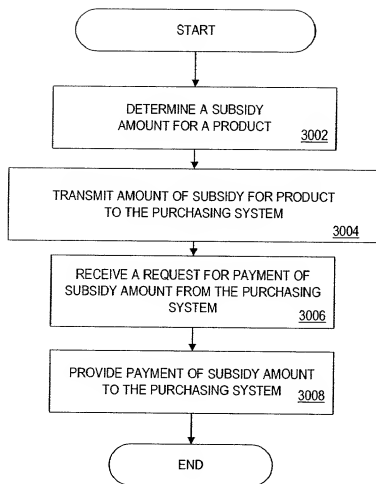 START
DETERMINE A SUBSIDY
AMOUNT FOR A PRODUCT
3002
TRANSMIT AMOUNT OF SUBSIDY FOR PRODUCT
TO THE PURCHASING SYSTEM
3004
RECEIVE A REQUEST FOR PAYMENT OF
SUBSIDY AMOUNT FROM THE PURCHASING
SYSTEM
3006
PROVIDE PAYMENT OF SUBSIDY AMOUNT
TO THE PURCHASING SYSTEM
3008
END